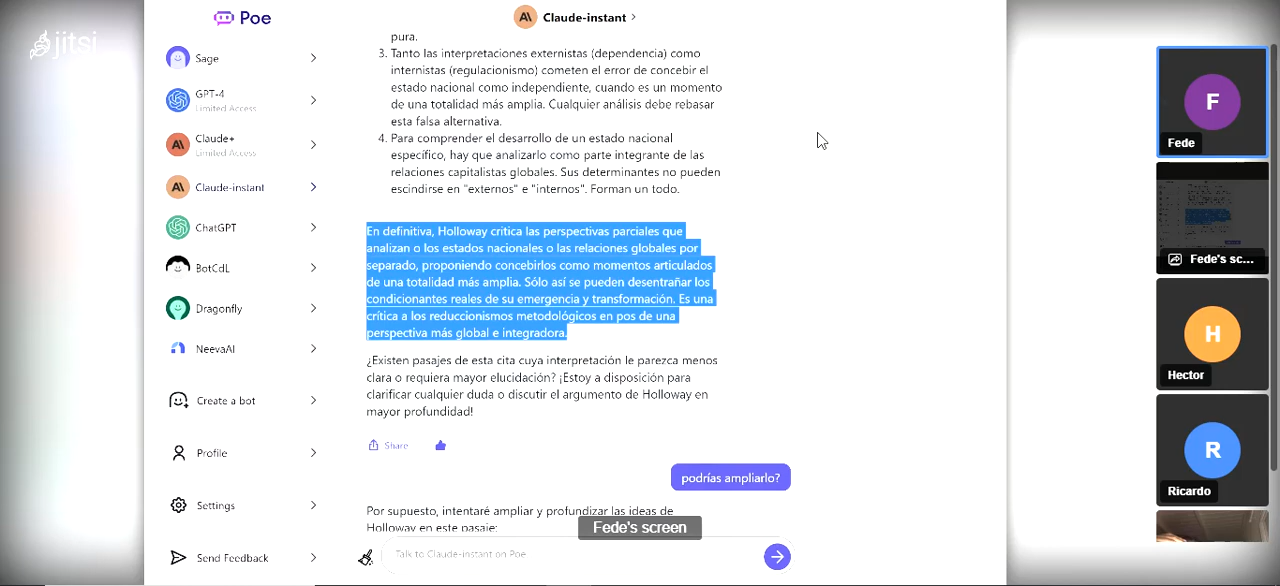 jitsi
Poe
Claude-instant
Sage
GPT-4
Limited Access
Claude+
Limited Access
Claude-instant
ChatGPT
BotCdL
Dragonfly
NeevaAI
Create a bot
Profile
Settings
Send Feedback
pura.
3. Tanto las interpretaciones externistas (dependencia) como
internistas (regulacionismo) cometen el error de concebir el
estado nacional como independiente, cuando es un momento
de una totalidad más amplia. Cualquier análisis debe rebasar
esta falsa alternativa.
4. Para comprender el desarrollo de un estado nacional
específico, hay que analizarlo como parte integrante de las
relaciones capitalistas globales. Sus determinantes no pueden
escindirse en "externos" e "internos". Forman un todo.
En definitiva, Holloway critica las perspectivas parciales que
analizan o los estados nacionales o las relaciones globales por
separado, proponiendo concebirlos como momentos articulados
de una totalidad más amplia. Sólo así se pueden desentrañar los
condicionantes reales de su emergencia y transformación. Es una
crítica a los reduccionismos metodológicos en pos de una
perspectiva más global e integradora.
¿Existen pasajes de esta cita cuya interpretación le parezca menos
clara o requiera mayor elucidación? ¡Estoy a disposición para
clarificar cualquier duda o discutir el argumento de Holloway en
mayor profundidad!
Share
podrías ampliarlo?
Por supuesto, intentaré ampliar y profundizar las ideas de
Holloway en este pasaje:
Fede's screen
Talk to Claude-instant on Poe
F
Fede
Fede's sc...
H
Hector
R
Ricardo